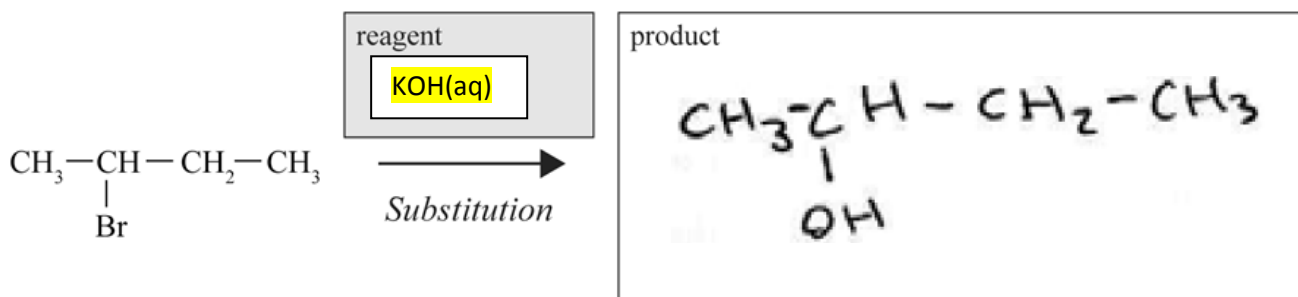 reagent
KOH(aq)
product
CH₃-CH-CH₂-CH₃
OH
CH₃—CH—CH₂—CH₃
Br
Substitution